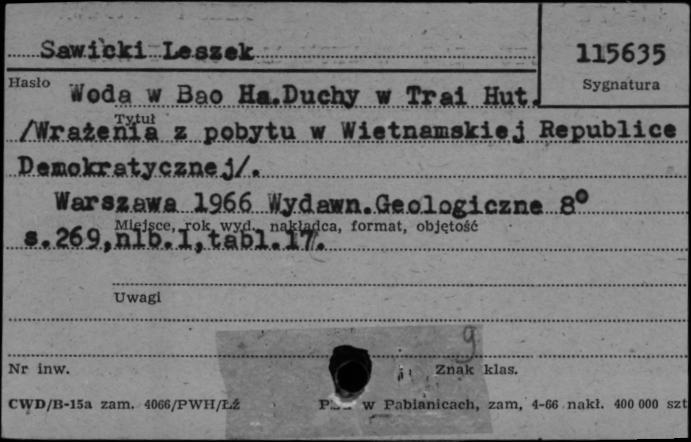 Sawicki Leszek
115635
Hasło
Sygnatura
Woda w Bao Ha.Duchy w Trai Hut.
Tytuł
/Wrażenia z pobytu w Wietnamskiej Republice
Demokratycznej/.
Warszawa 1966 Wydawn.Geologiczne 8°
Miejsce, rok wyd., nakładca, format, objętość
s.269,nlb.1,tabl.17.
Uwagi
9
Nr inw.
Znak klas.
CWD/B-15a zam. 4066/PWH/Łź
w Pabianicach, zam, 4-66 nakł. 400 000 szt